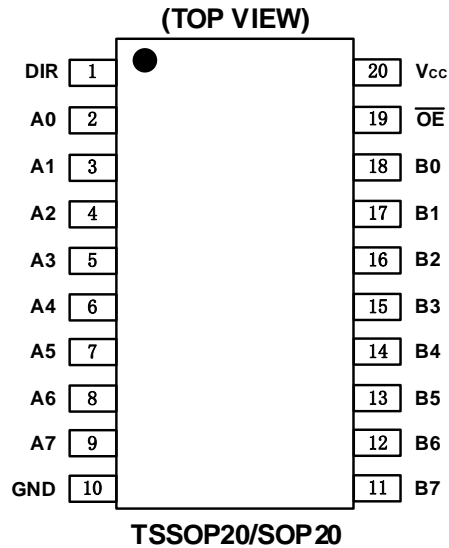 (TOP VIEW)
DIR 1 20 Vcc
A0 2 19 O̅E̅
A1 3 18 B0
A2 4 17 B1
A3 5 16 B2
A4 6 15 B3
A5 7 14 B4
A6 8 13 B5
A7 9 12 B6
GND 10 11 B7
TSSOP20/SOP20